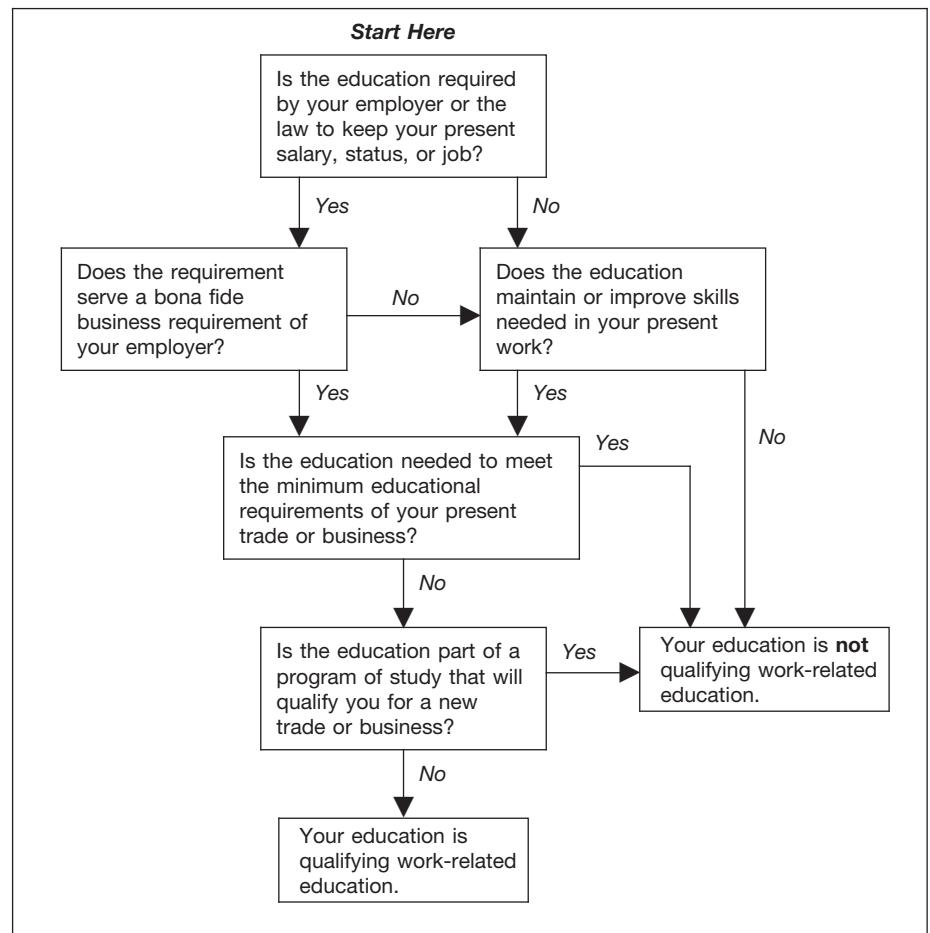 Start Here
Is the education required
by your employer or the
law to keep your present
salary, status, or job?
Yes
No
Does the requirement
serve a bona fide
business requirement of
your employer?
No
Does the education
maintain or improve skills
needed in your present
work?
Yes
Yes
No
Is the education needed to meet
the minimum educational
requirements of your present
trade or business?
Yes
No
Is the education part of a
program of study that will
qualify you for a new
trade or business?
Yes
Your education is not
qualifying work-related
education.
No
Your education is
qualifying work-related
education.